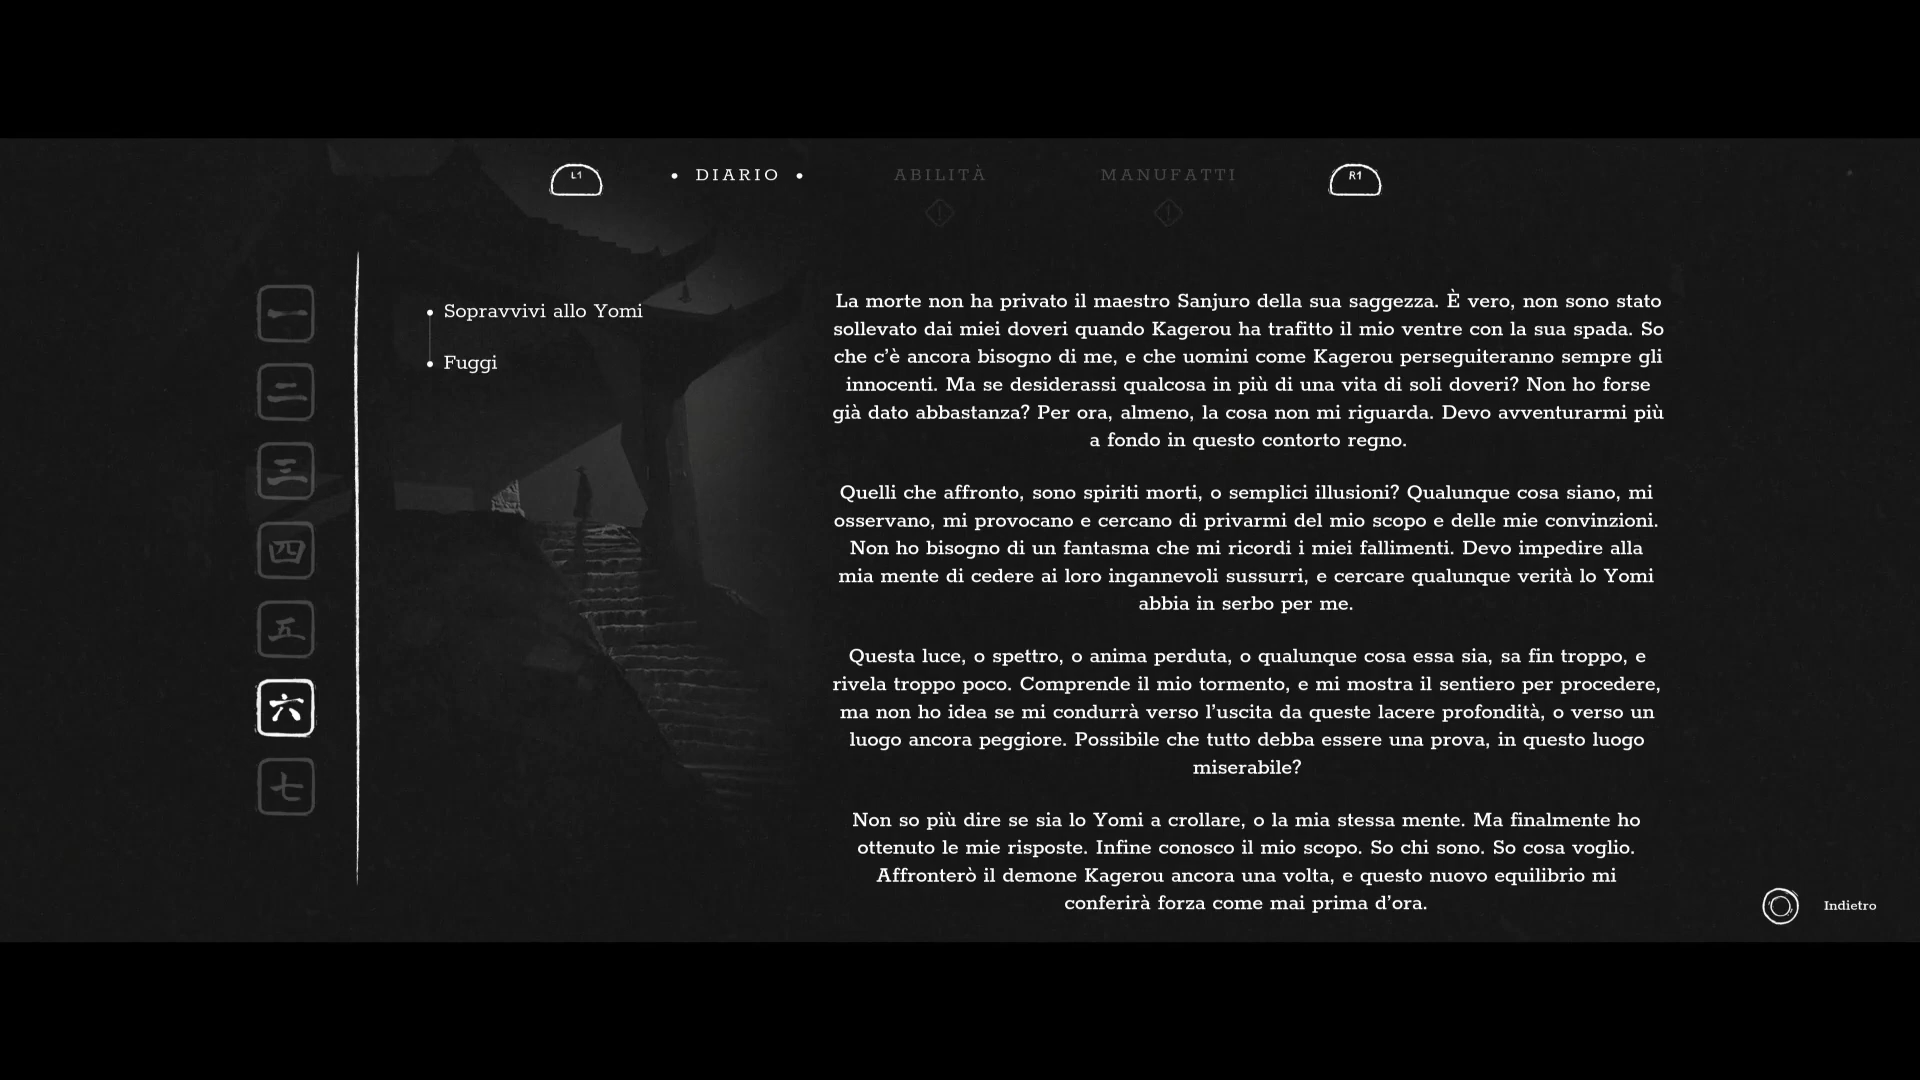 L1
• DIARIO •
ABILITÀ
MANUFATTI
R1
!
!
一
二
三
四
五
六
七
• Sopravvivi allo Yomi
• Fuggi
La morte non ha privato il maestro Sanjuro della sua saggezza. È vero, non sono stato
sollevato dai miei doveri quando Kagerou ha trafitto il mio ventre con la sua spada. So
che c’è ancora bisogno di me, e che uomini come Kagerou perseguiteranno sempre gli
innocenti. Ma se desiderassi qualcosa in più di una vita di soli doveri? Non ho forse
già dato abbastanza? Per ora, almeno, la cosa non mi riguarda. Devo avventurarmi più
a fondo in questo contorto regno.
Quelli che affronto, sono spiriti morti, o semplici illusioni? Qualunque cosa siano, mi
osservano, mi provocano e cercano di privarmi del mio scopo e delle mie convinzioni.
Non ho bisogno di un fantasma che mi ricordi i miei fallimenti. Devo impedire alla
mia mente di cedere ai loro ingannevoli sussurri, e cercare qualunque verità lo Yomi
abbia in serbo per me.
Questa luce, o spettro, o anima perduta, o qualunque cosa essa sia, sa fin troppo, e
rivela troppo poco. Comprende il mio tormento, e mi mostra il sentiero per procedere,
ma non ho idea se mi condurrà verso l’uscita da queste lacere profondità, o verso un
luogo ancora peggiore. Possibile che tutto debba essere una prova, in questo luogo
miserabile?
Non so più dire se sia lo Yomi a crollare, o la mia stessa mente. Ma finalmente ho
ottenuto le mie risposte. Infine conosco il mio scopo. So chi sono. So cosa voglio.
Affronterò il demone Kagerou ancora una volta, e questo nuovo equilibrio mi
conferirà forza come mai prima d’ora.
Indietro